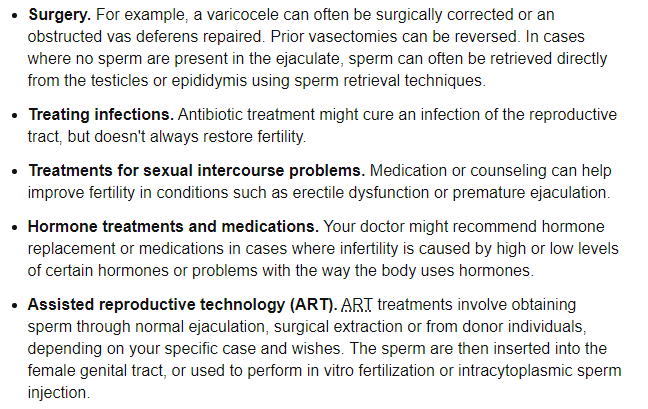 • Surgery. For example, a varicocele can often be surgically corrected or an
obstructed vas deferens repaired. Prior vasectomies can be reversed. In cases
where no sperm are present in the ejaculate, sperm can often be retrieved directly
from the testicles or epididymis using sperm retrieval techniques.
• Treating infections. Antibiotic treatment might cure an infection of the reproductive
tract, but doesn't always restore fertility.
• Treatments for sexual intercourse problems. Medication or counseling can help
improve fertility in conditions such as erectile dysfunction or premature ejaculation.
• Hormone treatments and medications. Your doctor might recommend hormone
replacement or medications in cases where infertility is caused by high or low levels
of certain hormones or problems with the way the body uses hormones.
• Assisted reproductive technology (ART). ART treatments involve obtaining
sperm through normal ejaculation, surgical extraction or from donor individuals,
depending on your specific case and wishes. The sperm are then inserted into the
female genital tract, or used to perform in vitro fertilization or intracytoplasmic sperm
injection.